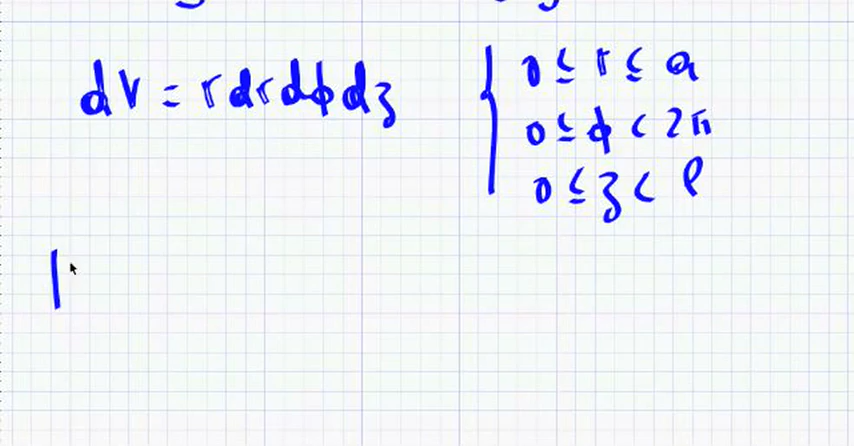 dV = r dr dϕ dz
0 ≤ r ≤ a
0 ≤ ϕ < 2π
0 ≤ z < ℓ